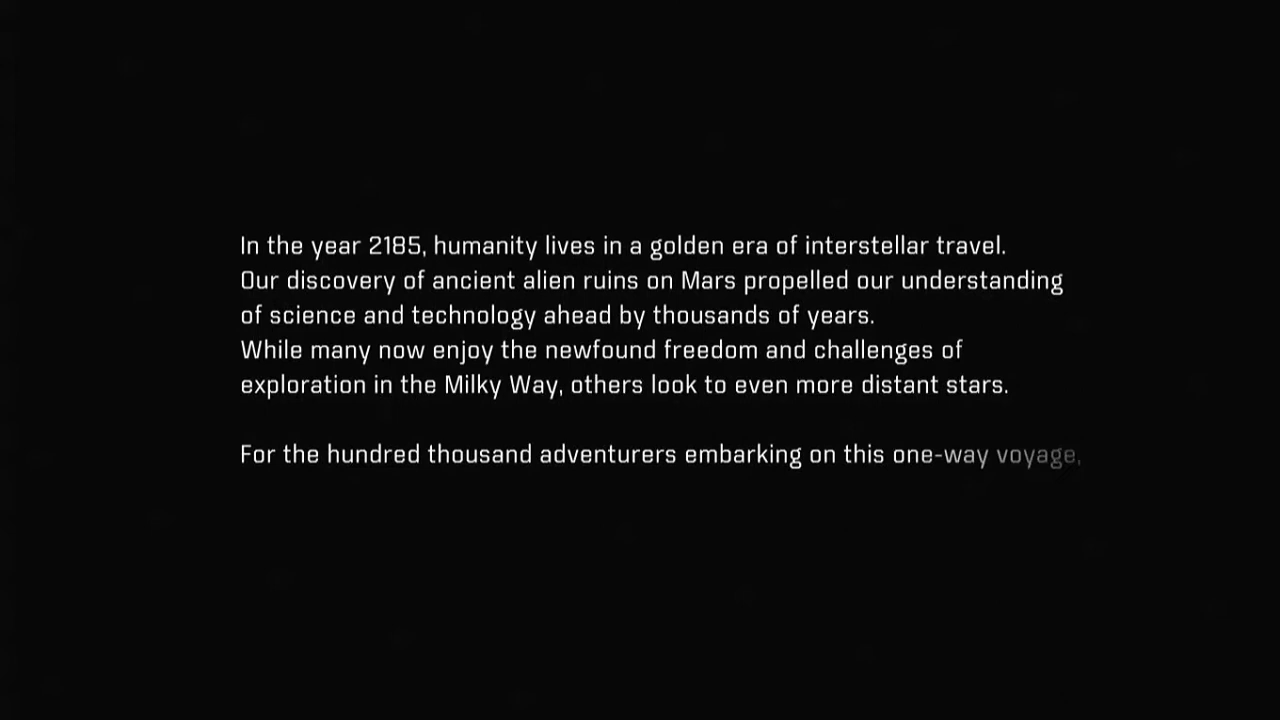 In the year 2185, humanity lives in a golden era of interstellar travel.
Our discovery of ancient alien ruins on Mars propelled our understanding
of science and technology ahead by thousands of years.
While many now enjoy the newfound freedom and challenges of
exploration in the Milky Way, others look to even more distant stars.
For the hundred thousand adventurers embarking on this one-way voyage,